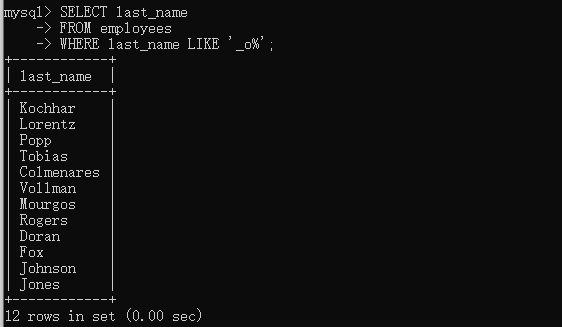 mysql> SELECT last_name
    -> FROM employees
    -> WHERE last_name LIKE '_o%';
+------------+
| last_name  |
+------------+
| Kochhar    |
| Lorentz    |
| Popp       |
| Tobias     |
| Colmenares |
| Vollman    |
| Mourgos    |
| Rogers     |
| Doran      |
| Fox        |
| Johnson    |
| Jones      |
+------------+
12 rows in set (0.00 sec)